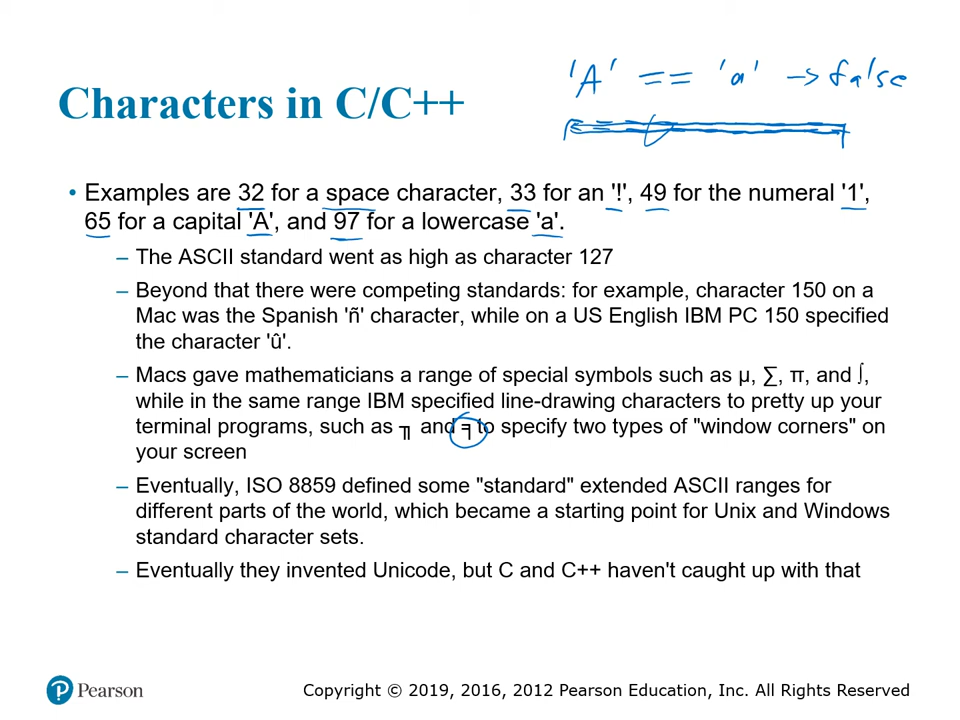 'A' == 'a' → false
Characters in C/C++
• Examples are 32 for a space character, 33 for an '!', 49 for the numeral '1',
65 for a capital 'A', and 97 for a lowercase 'a'.
– The ASCII standard went as high as character 127
– Beyond that there were competing standards: for example, character 150 on a
Mac was the Spanish 'ñ' character, while on a US English IBM PC 150 specified
the character 'û'.
– Macs gave mathematicians a range of special symbols such as μ, ∑, π, and ∫,
while in the same range IBM specified line-drawing characters to pretty up your
terminal programs, such as ╖ and ╕ to specify two types of "window corners" on
your screen
– Eventually, ISO 8859 defined some "standard" extended ASCII ranges for
different parts of the world, which became a starting point for Unix and Windows
standard character sets.
– Eventually they invented Unicode, but C and C++ haven't caught up with that
Pearson
Copyright © 2019, 2016, 2012 Pearson Education, Inc. All Rights Reserved